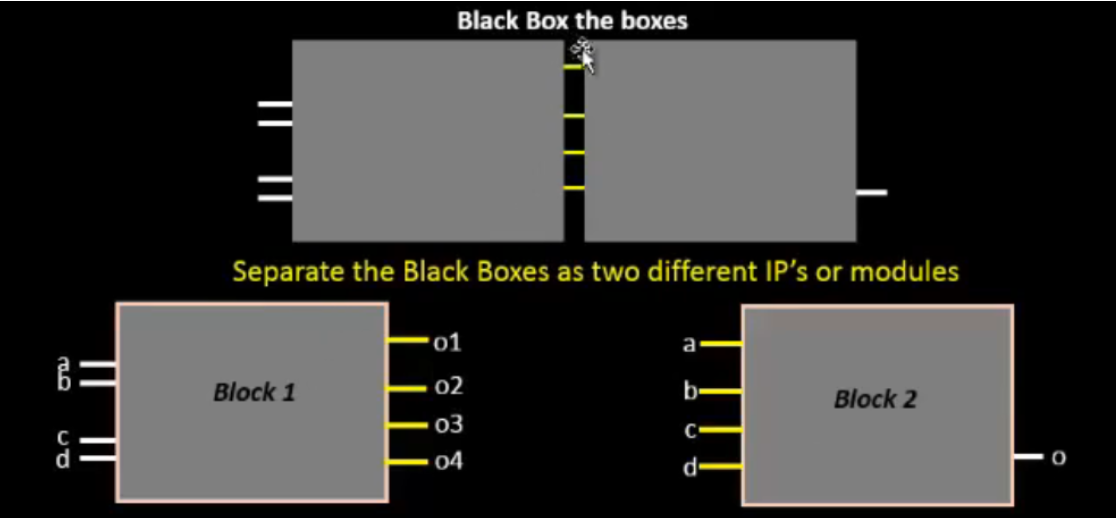 Black Box the boxes
Separate the Black Boxes as two different IP's or modules
a
b
c
d
Block 1
o1
o2
o3
o4
a
b
c
d
Block 2
o